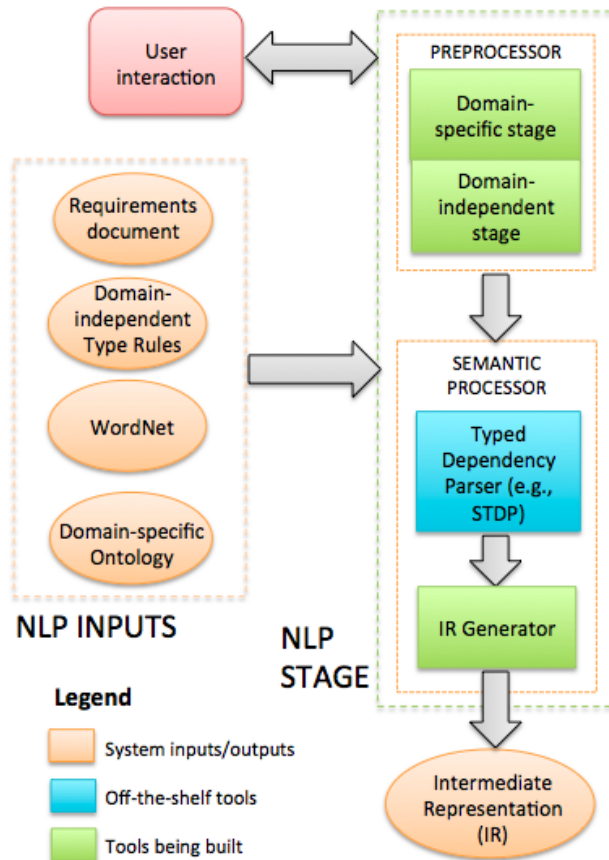 User
interaction
PREPROCESSOR
Domain-
specific stage
Domain-
independent
stage
Requirements
document
Domain-
independent
Type Rules
WordNet
Domain-specific
Ontology
NLP INPUTS
SEMANTIC
PROCESSOR
Typed
Dependency
Parser (e.g.,
STDP)
IR Generator
NLP
STAGE
Intermediate
Representation
(IR)
Legend
System inputs/outputs
Off-the-shelf tools
Tools being built